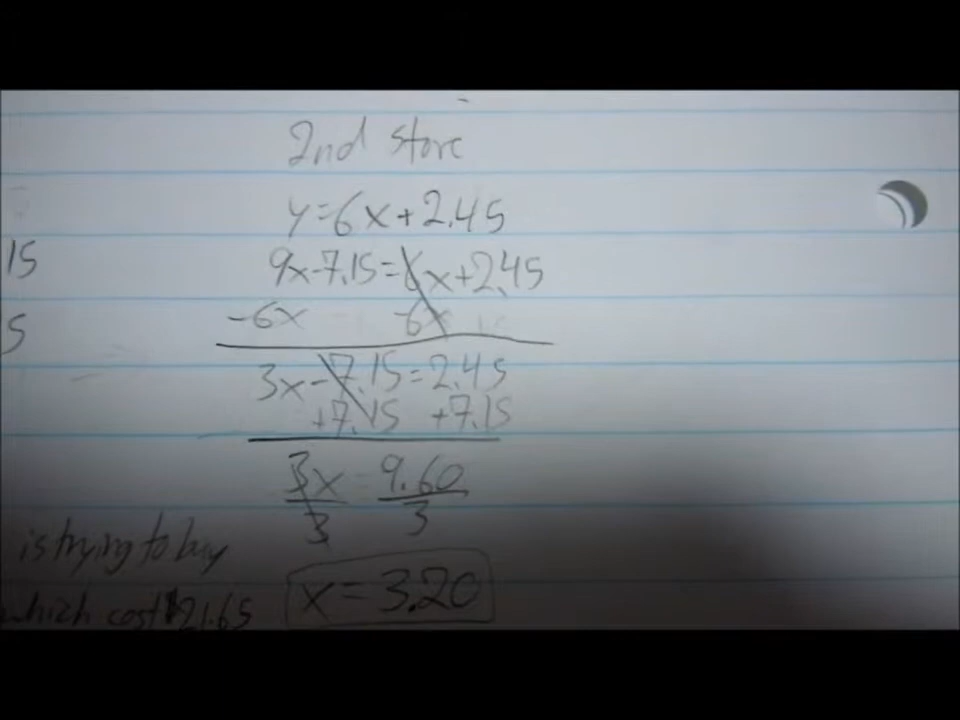 2nd store
y=6x+2.45
15
9x-7.15=6x+2.45
5
-6x -6x
3x-7.15=2.45
+7.15 +7.15
3x = 9.60
3 3
is trying to buy
x=3.20
which cost $21.65